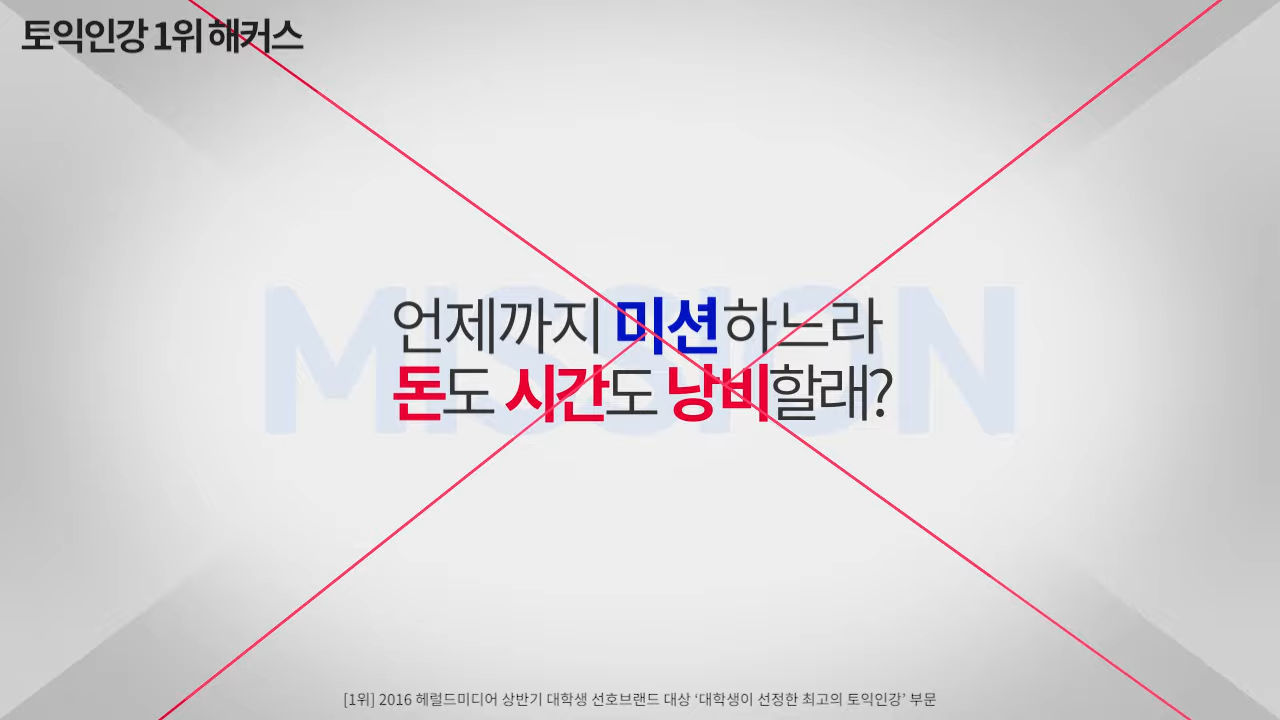 토익인강 1위 해커스
MISSION
언제까지 미션하느라
돈도 시간도 낭비할래?
[1위] 2016 헤럴드미디어 상반기 대학생 선호브랜드 대상 ‘대학생이 선정한 최고의 토익인강’ 부문